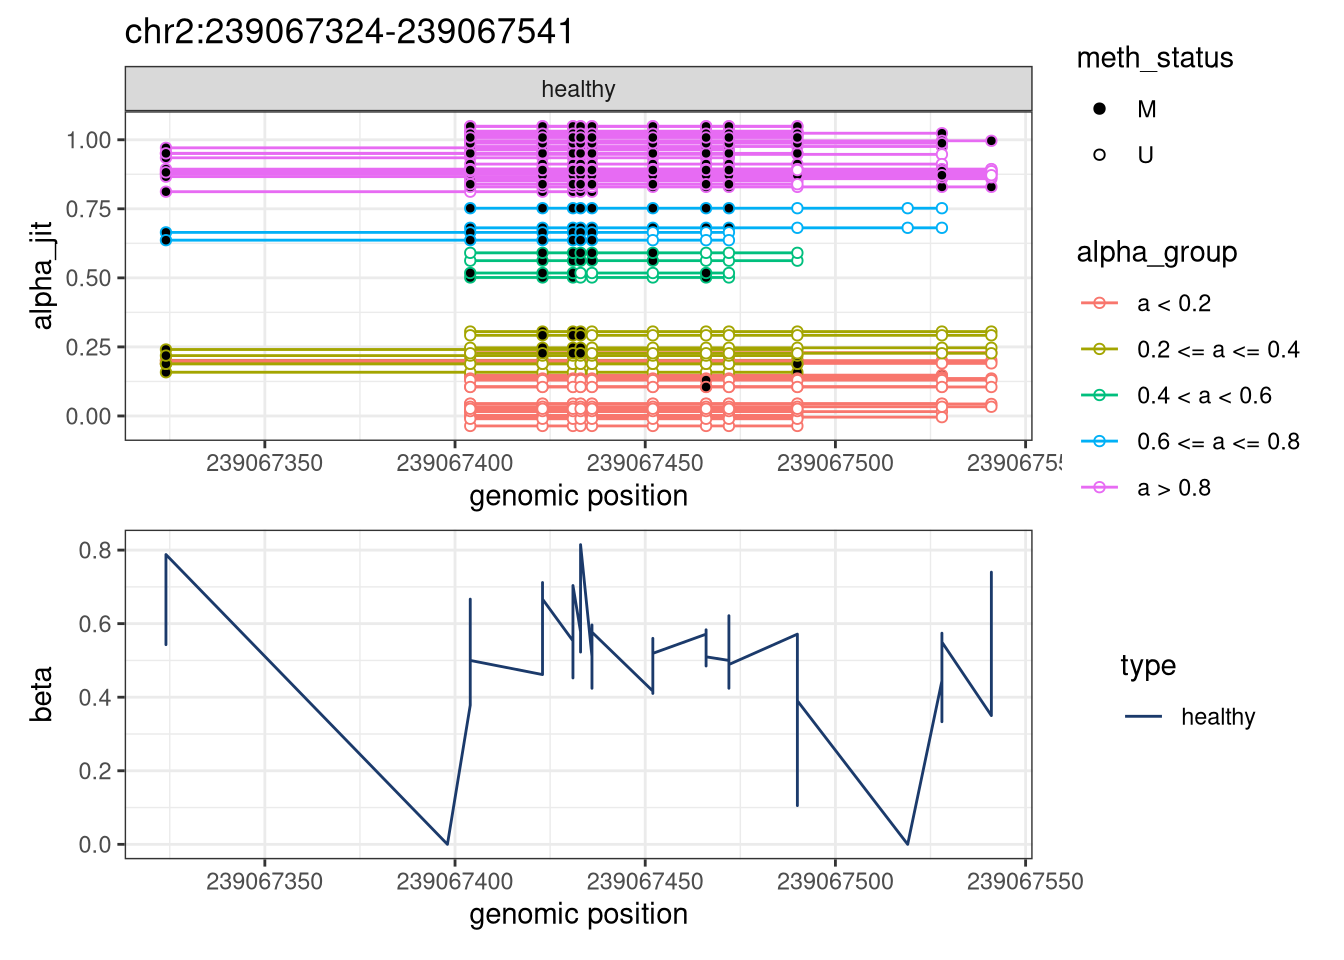 chr2:239067324-239067541
healthy
1.00
0.75
0.50
0.25
0.00
alpha_jit
239067350 239067400 239067450 239067500 23906755
genomic position
meth_status
M
U
alpha_group
a < 0.2
0.2 <= a <= 0.4
0.4 < a < 0.6
0.6 <= a <= 0.8
a > 0.8
0.8
0.6
0.4
0.2
0.0
beta
239067350 239067400 239067450 239067500 239067550
genomic position
type
healthy